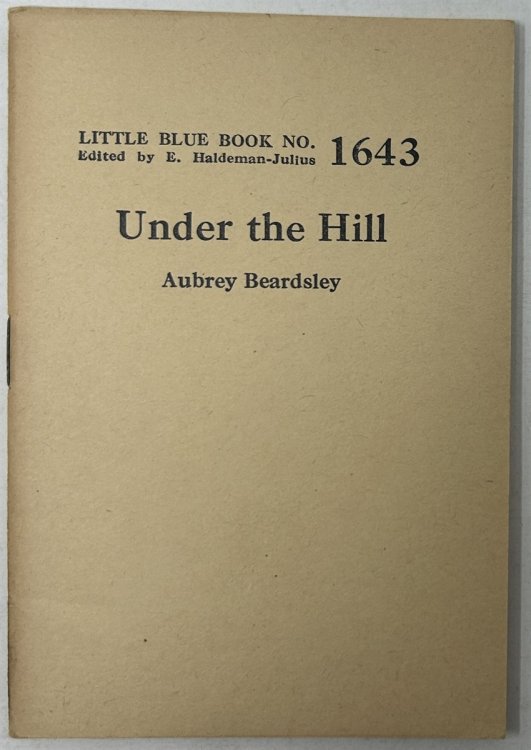 LITTLE BLUE BOOK NO. 1643
Edited by E. Haldeman-Julius
Under the Hill
Aubrey Beardsley